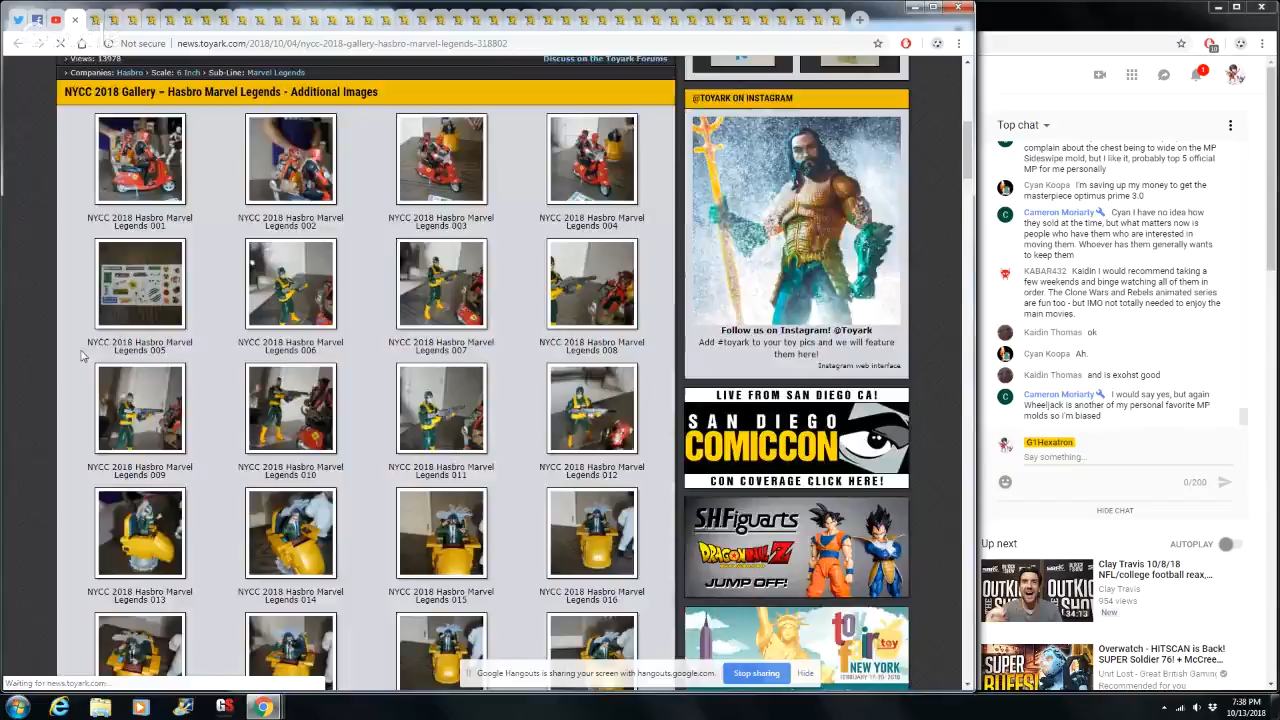 Not secure | news.toyark.com/2018/10/04/nycc-2018-gallery-hasbro-marvel-legends-318802
› Views: 13978
Discuss on the Toyark Forums
› Companies: Hasbro › Scale: 6 Inch › Sub-Line: Marvel Legends
NYCC 2018 Gallery – Hasbro Marvel Legends - Additional Images
NYCC 2018 Hasbro Marvel Legends 001
NYCC 2018 Hasbro Marvel Legends 002
NYCC 2018 Hasbro Marvel Legends 003
NYCC 2018 Hasbro Marvel Legends 004
NYCC 2018 Hasbro Marvel Legends 005
NYCC 2018 Hasbro Marvel Legends 006
NYCC 2018 Hasbro Marvel Legends 007
NYCC 2018 Hasbro Marvel Legends 008
NYCC 2018 Hasbro Marvel Legends 009
NYCC 2018 Hasbro Marvel Legends 010
NYCC 2018 Hasbro Marvel Legends 011
NYCC 2018 Hasbro Marvel Legends 012
NYCC 2018 Hasbro Marvel Legends 013
NYCC 2018 Hasbro Marvel Legends 014
NYCC 2018 Hasbro Marvel Legends 015
NYCC 2018 Hasbro Marvel Legends 016
@TOYARK ON INSTAGRAM
Follow us on Instagram! @Toyark
Add #toyark to your toy pics and we will feature
them here!
Instagram web interface
LIVE FROM SAN DIEGO CA!
SAN DIEGO
COMICCON
CON COVERAGE CLICK HERE!
S.H.Figuarts
DRAGONBALL Z
JUMP OFF!
toy
fair
NEW YORK
Google Hangouts is sharing your screen with hangouts.google.com.
Stop sharing
Hide
Waiting for news.toyark.com...
10
1
Top chat
complain about the chest being to wide on the MP
Sideswipe mold, but I like it, probably top 5 official
MP for me personally
Cyan Koopa I'm saving up my money to get the
masterpiece optimus prime 3.0
C
Cameron Moriarty Cyan I have no idea how
they sold at the time, but what matters now is
people who have them who are interested in
moving them. Whoever has them generally wants
to keep them
KABAR432 Kaidin I would recommend taking a
few weekends and binge watching all of them in
order. The Clone Wars and Rebels animated series
are fun too - but IMO not totally needed to enjoy the
main movies.
Kaidin Thomas ok
Cyan Koopa Ah.
Kaidin Thomas and is exohst good
C
Cameron Moriarty I would say yes, but again
Wheeljack is another of my personal favorite MP
molds so I'm biased
G1Hexatron
Say something...
0/200
HIDE CHAT
Up next
AUTOPLAY
34:13
Clay Travis 10/8/18
NFL/college football reax,...
Clay Travis
954 views
New
SUPER
BUFFS!
Overwatch - HITSCAN is Back!
SUPER Soldier 76! + McCree...
Unit Lost - Great British Gaming
Recommended for you
7:38 PM
10/13/2018